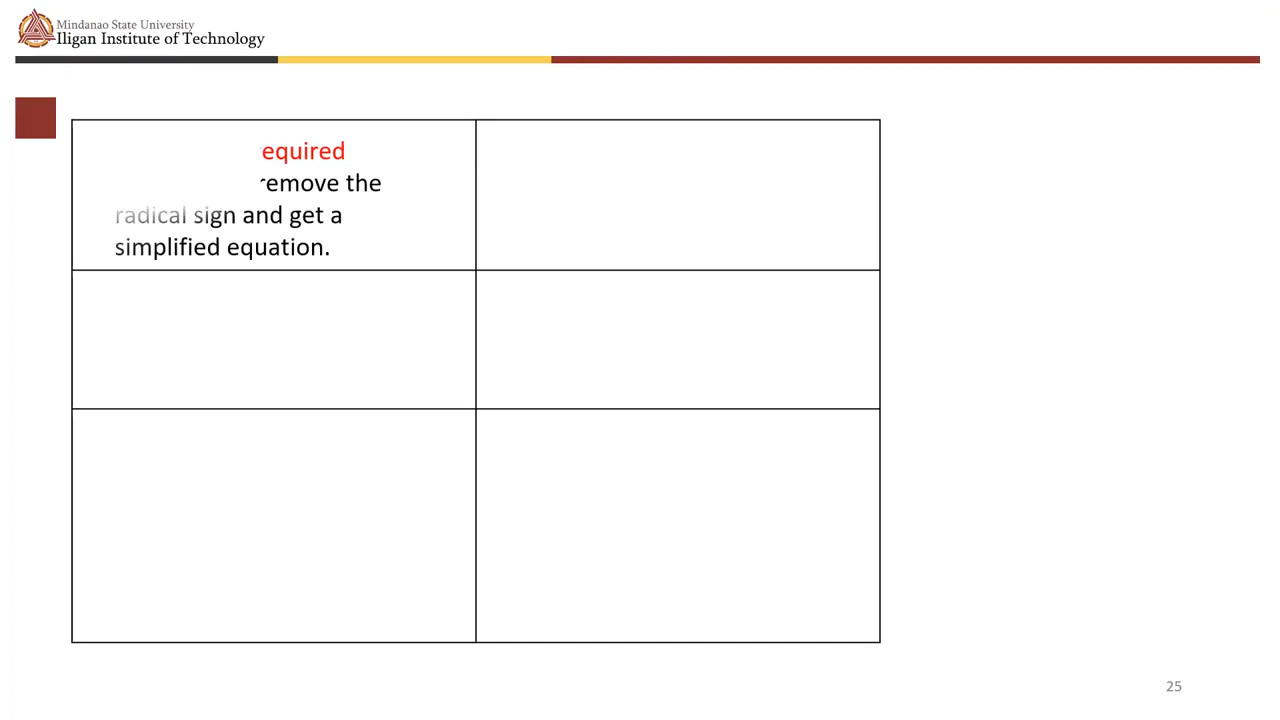 Mindanao State University
Iligan Institute of Technology
equired
remove the
radical sign and get a
simplified equation.
25